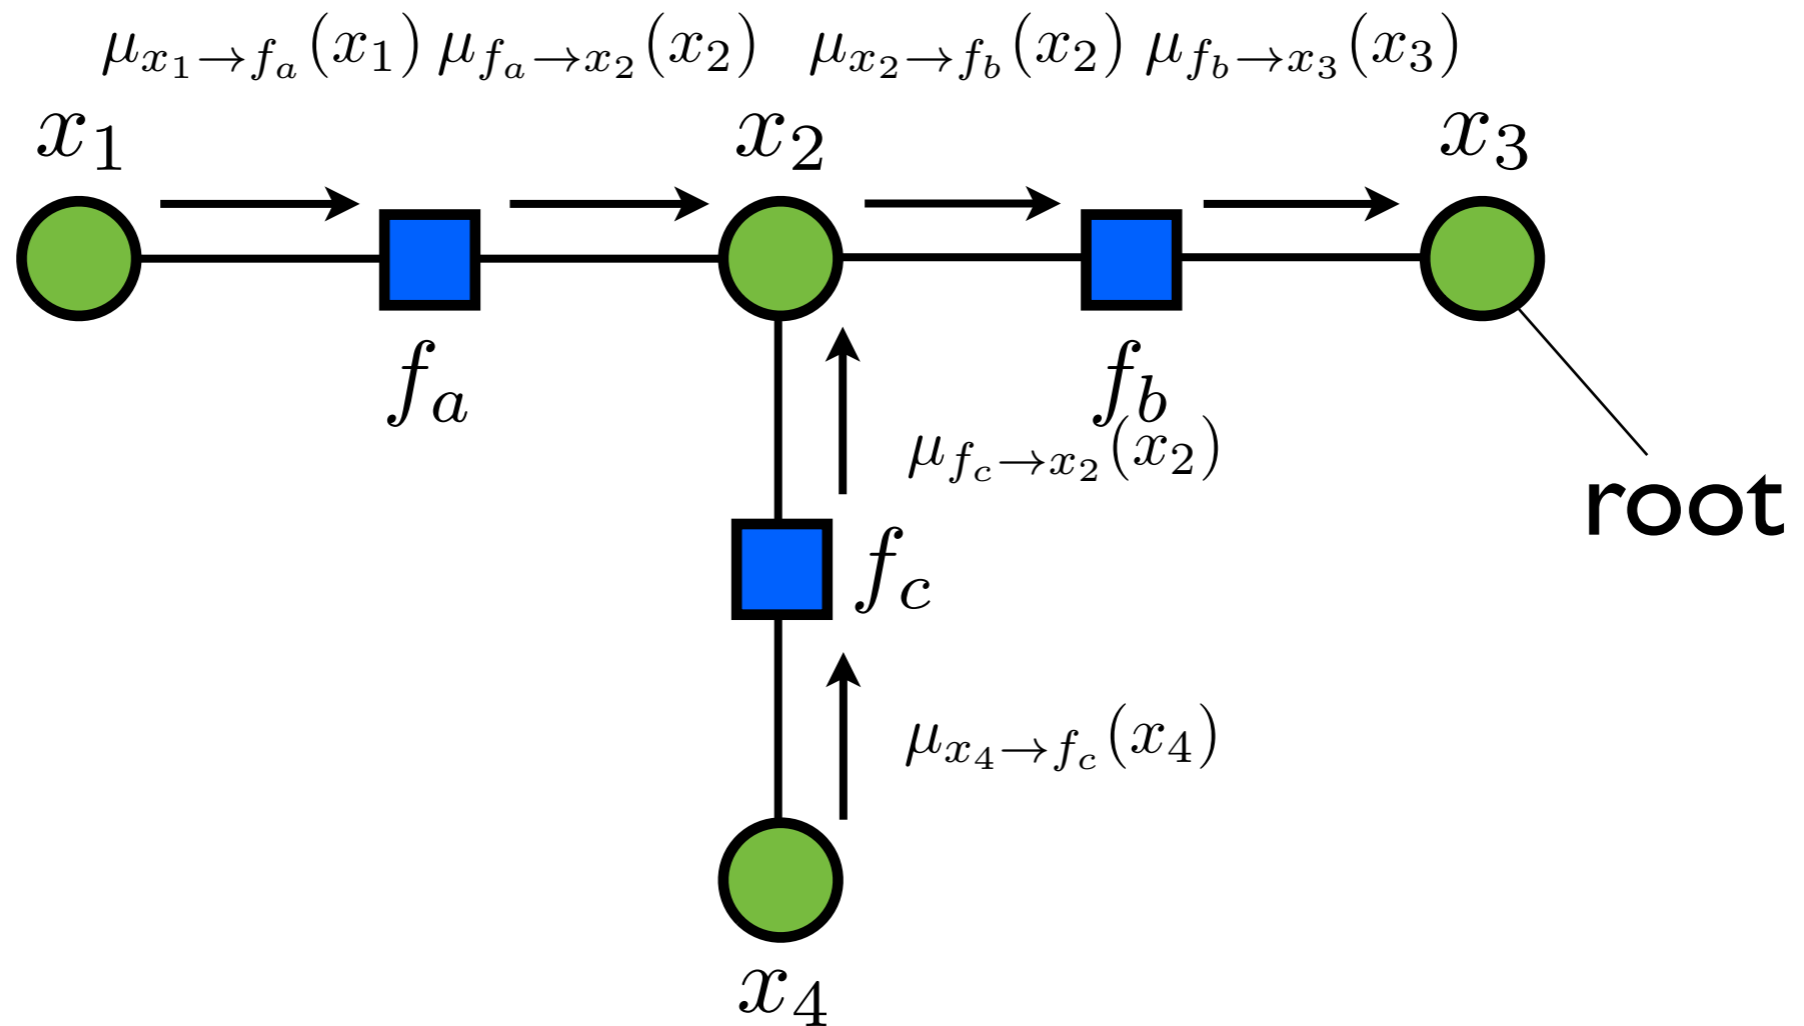 μ_{x_1→f_a}(x_1) μ_{f_a→x_2}(x_2) μ_{x_2→f_b}(x_2) μ_{f_b→x_3}(x_3)
x_1 x_2 x_3
f_a f_b
μ_{f_c→x_2}(x_2)
root
f_c
μ_{x_4→f_c}(x_4)
x_4